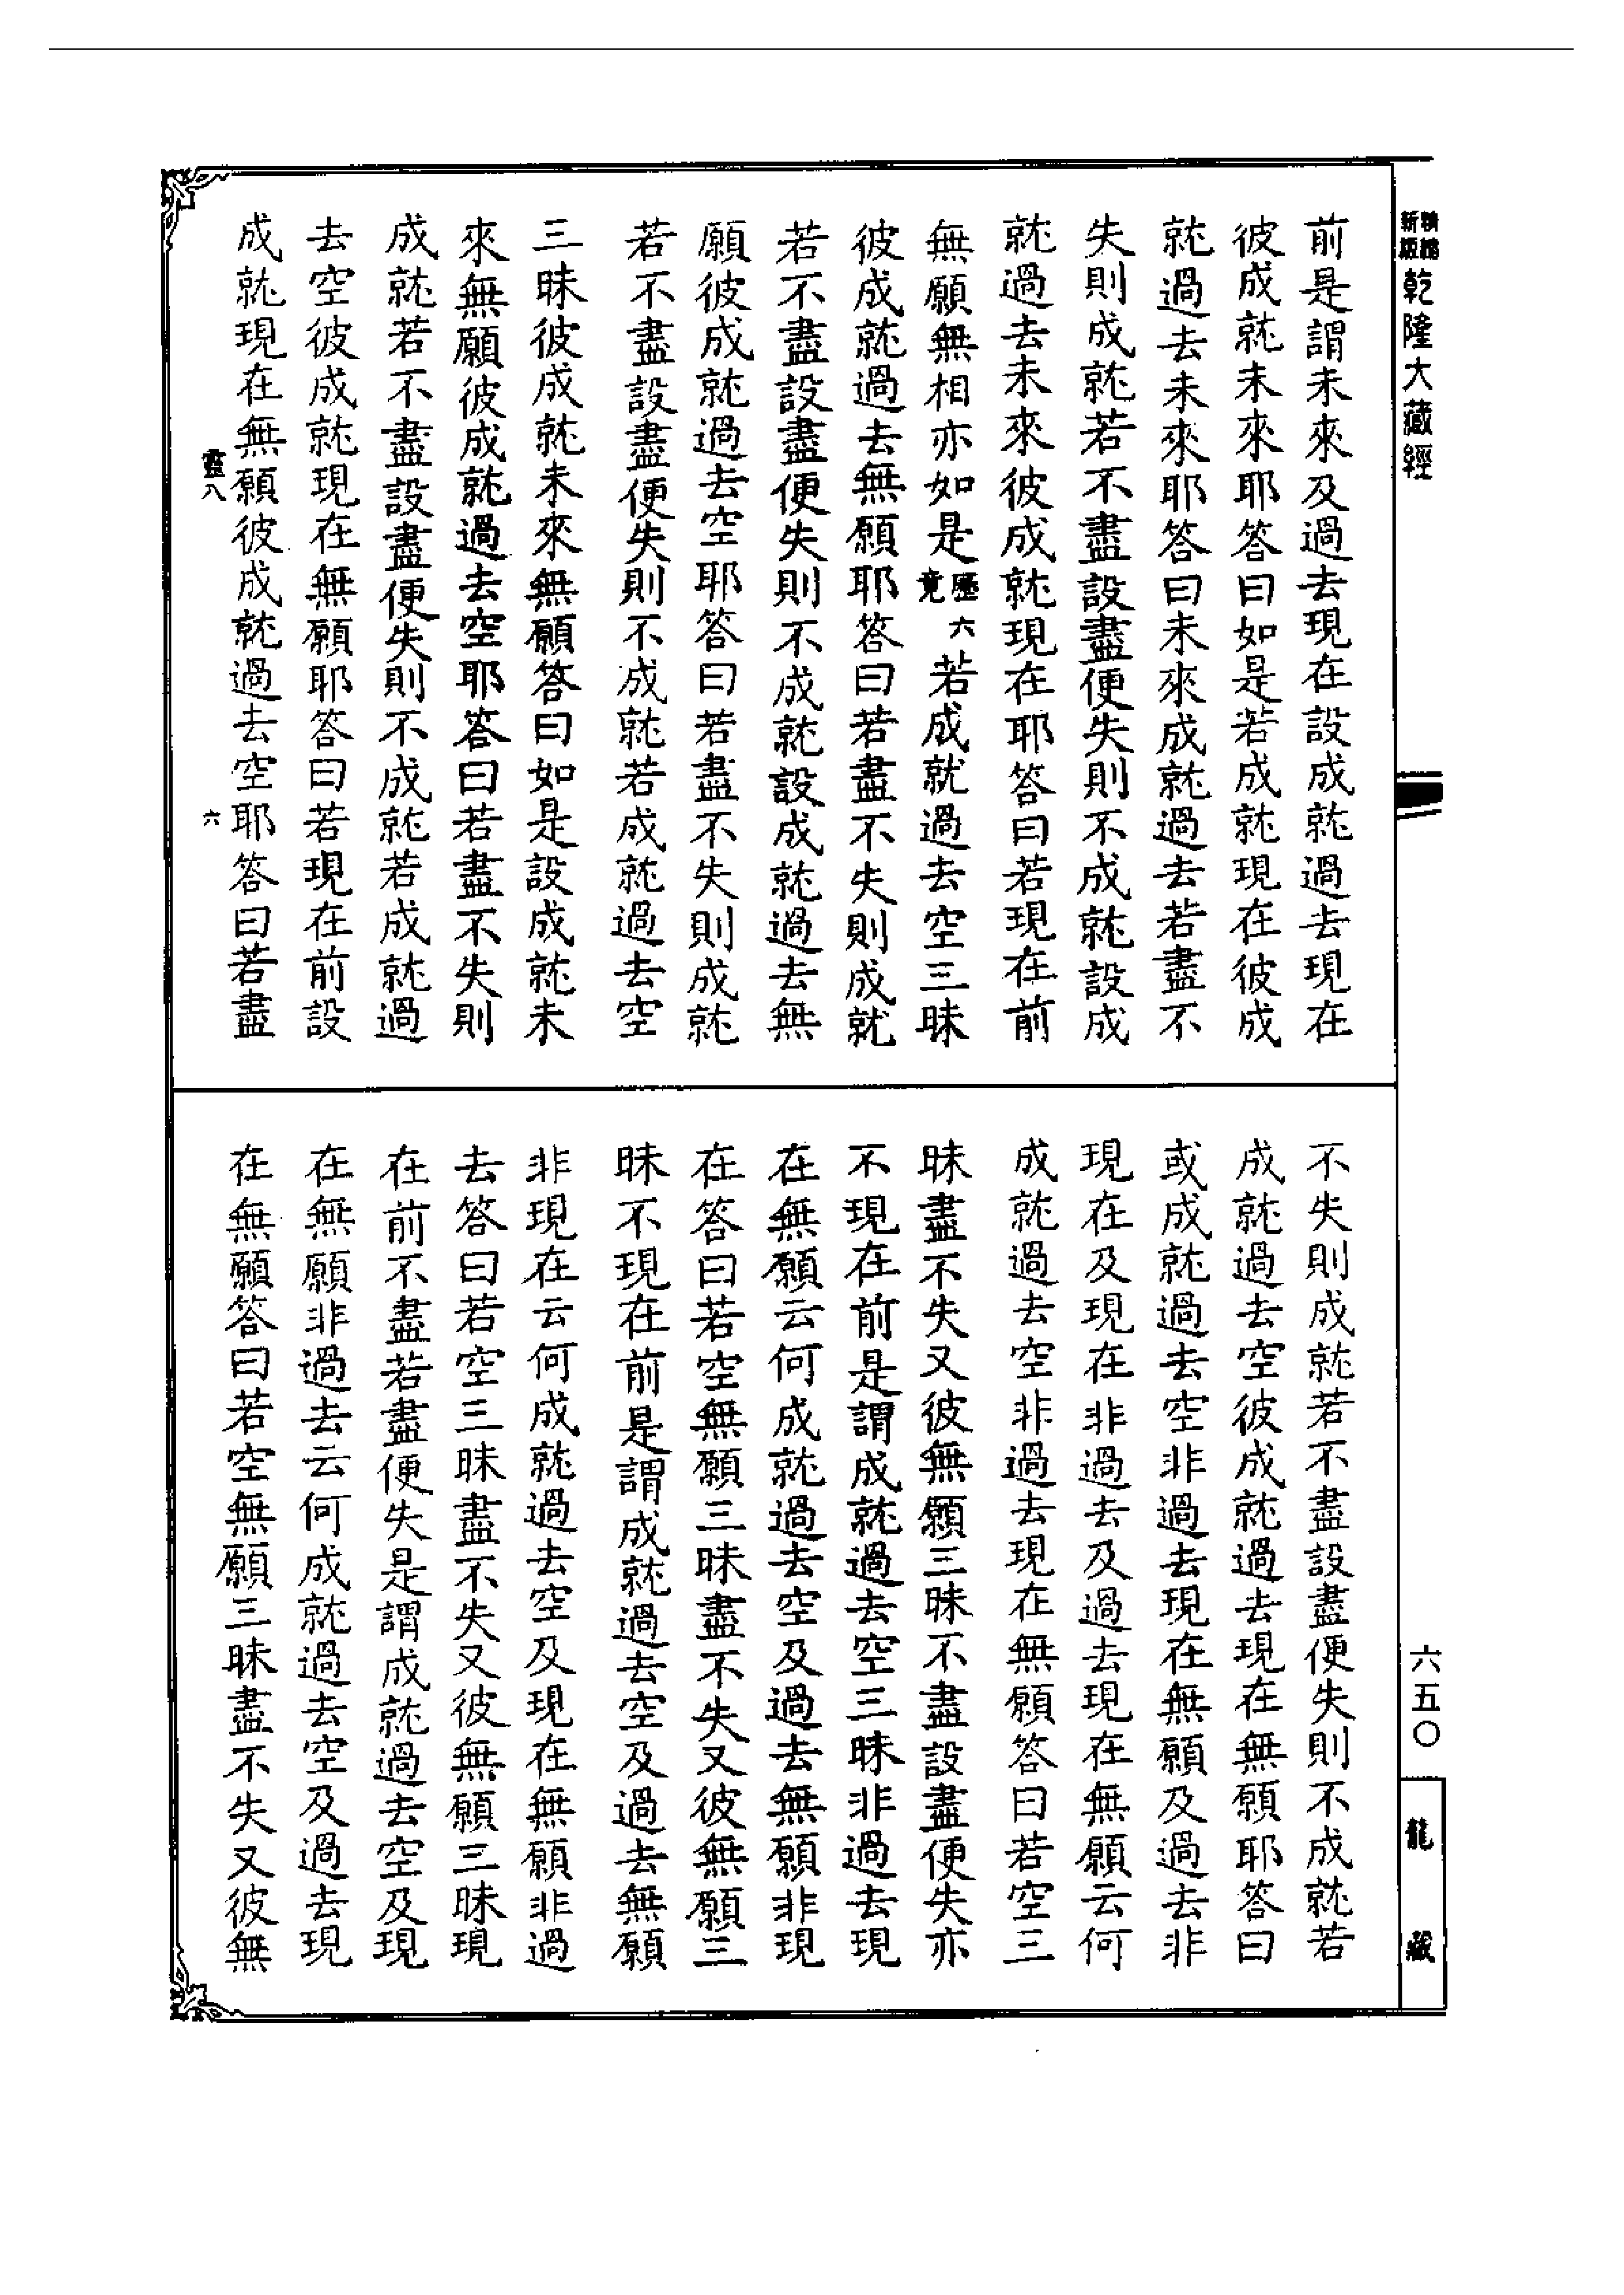 新版
精縮
乾隆大藏經
前是謂未來及過去現在設成就過去現在
彼成就未來耶答曰如是若成就現在彼成
就過去未來耶答曰未來成就過去若盡不
失則成就若不盡設盡便失則不成就設成
就過去未來彼成就現在耶答曰若現在前
無願無相亦如是歷六竟若成就過去空三昧
彼成就過去無願耶答曰若盡不失則成就
若不盡設盡便失則不成就設成就過去無
願彼成就過去空耶答曰若盡不失則成就
若不盡設盡便失則不成就若成就過去空
三昧彼成就未來無願答曰如是設成就未
來無願彼成就過去空耶答曰若盡不失則
成就若不盡設盡便失則不成就若成就過
去空彼成就現在無願耶答曰若現在前設
成就現在無願彼成就過去空耶答曰若盡
靈八
六
不失則成就若不盡設盡便失則不成就若
成就過去空彼成就過去現在無願耶答曰
或成就過去空非過去現在無願及過去非
現在及現在非過去及過去現在無願云何
成就過去空非過去現在無願答曰若空三
昧盡不失又彼無願三昧不盡設盡便失亦
不現在前是謂成就過去空三昧非過去現
在無願云何成就過去空及過去無願非現
在答曰若空無願三昧盡不失又彼無願三
昧不現在前是謂成就過去空及過去無願
非現在云何成就過去空及現在無願非過
去答曰若空三昧盡不失又彼無願三昧現
在前不盡若盡便失是謂成就過去空及現
在無願非過去云何成就過去空及過去現
在無願答曰若空無願三昧盡不失又彼無
六五〇
龍藏